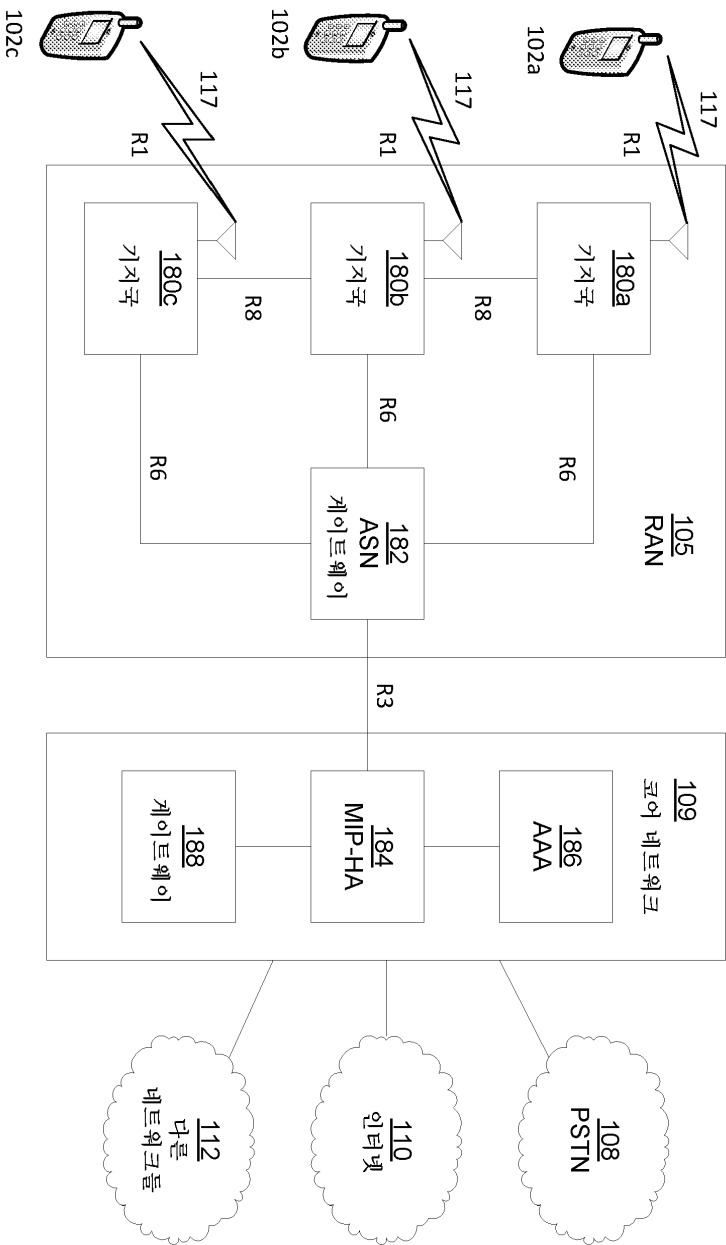 102c
102b
102a
117
117
117
R1
R1
R1
180c
기지국
180b
기지국
180a
기지국
R8
R8
R6
R6
R6
182
ASN
게이트웨이
105
RAN
R3
109
코어 네트워크
188
게이트웨이
184
MIP-HA
186
AAA
112
다른
네트워크들
110
인터넷
108
PSTN